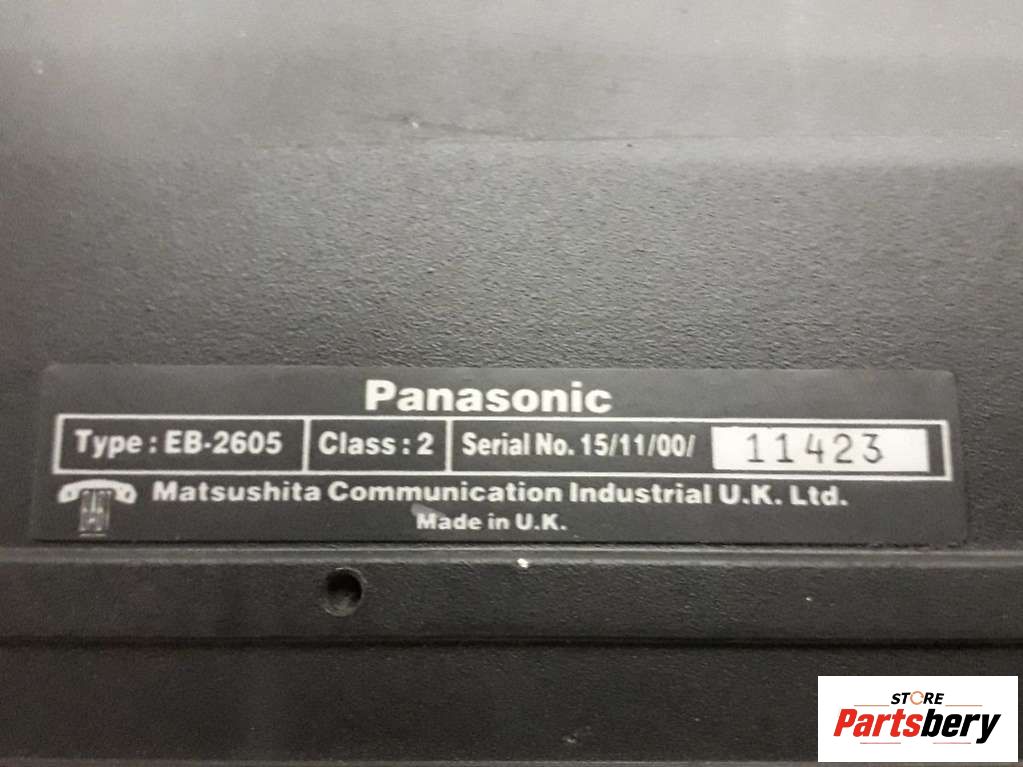 Panasonic
Type : EB-2605 Class : 2 Serial No. 15/11/00/ 11423
Matsushita Communication Industrial U.K. Ltd.
Made in U.K.
STORE
Partsbery